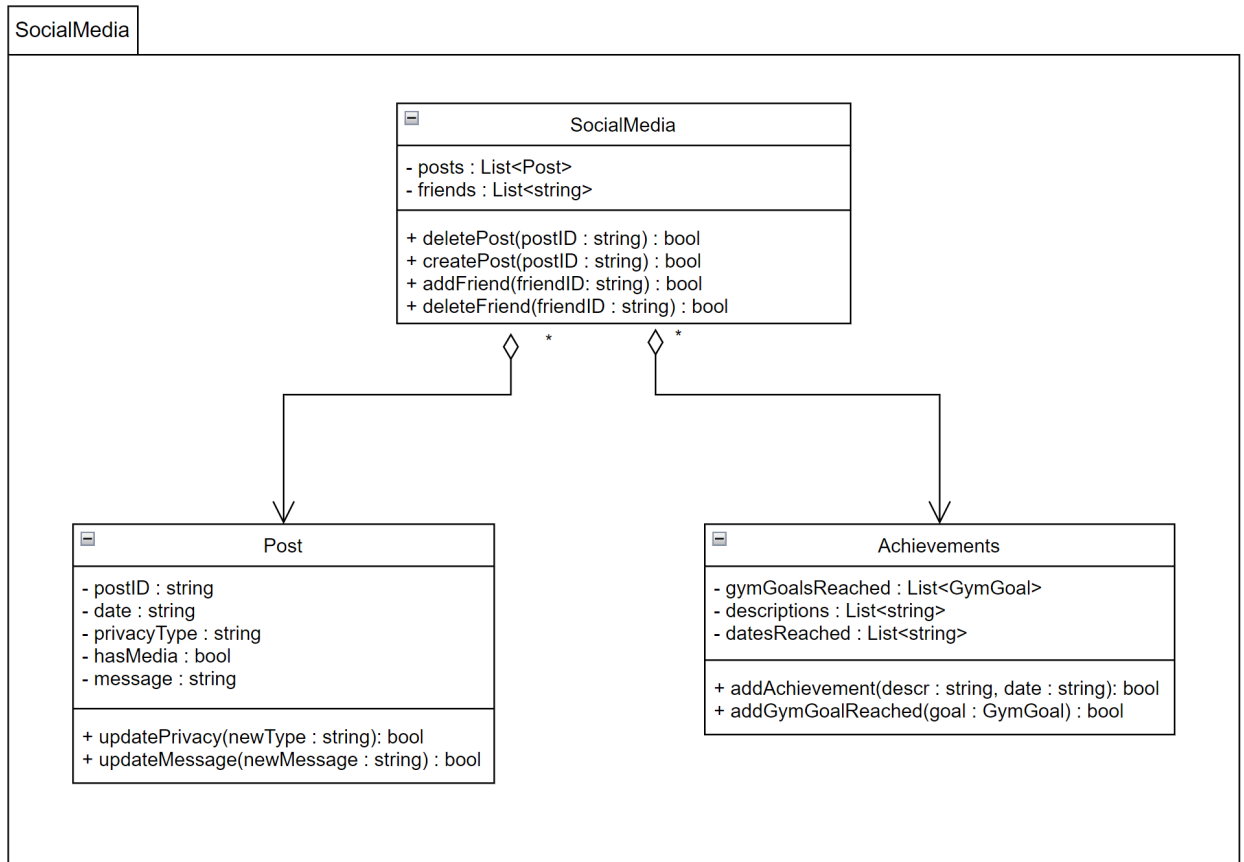 SocialMedia
SocialMedia
- posts : List<Post>
- friends : List<string>
+ deletePost(postID : string) : bool
+ createPost(postID : string) : bool
+ addFriend(friendID: string) : bool
+ deleteFriend(friendID : string) : bool
*
*
Post
- postID : string
- date : string
- privacyType : string
- hasMedia : bool
- message : string
+ updatePrivacy(newType : string): bool
+ updateMessage(newMessage : string) : bool
Achievements
- gymGoalsReached : List<GymGoal>
- descriptions : List<string>
- datesReached : List<string>
+ addAchievement(descr : string, date : string): bool
+ addGymGoalReached(goal : GymGoal) : bool